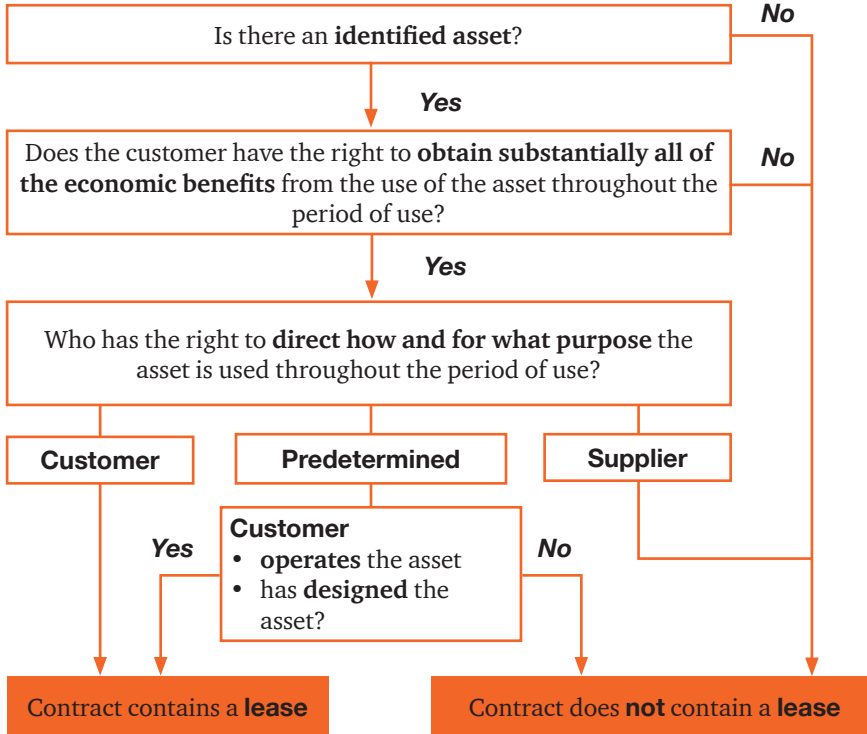 Is there an identified asset?
No
Yes
Does the customer have the right to obtain substantially all of
the economic benefits from the use of the asset throughout the
period of use?
No
Yes
Who has the right to direct how and for what purpose the
asset is used throughout the period of use?
Customer
Predetermined
Supplier
Yes
Customer
• operates the asset
• has designed the
asset?
No
Contract contains a lease
Contract does not contain a lease